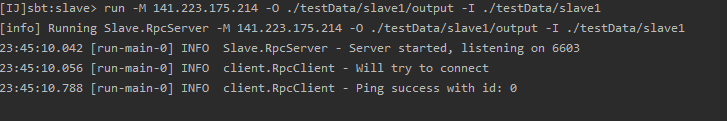 [IJ]sbt:slave> run -M 141.223.175.214 -O ./testData/slave1/output -I ./testData/slave1
[info] Running Slave.RpcServer -M 141.223.175.214 -O ./testData/slave1/output -I ./testData/slave1
23:45:10.042 [run-main-0] INFO  Slave.RpcServer - Server started, listening on 6603
23:45:10.056 [run-main-0] INFO  client.RpcClient - Will try to connect
23:45:10.788 [run-main-0] INFO  client.RpcClient - Ping success with id: 0